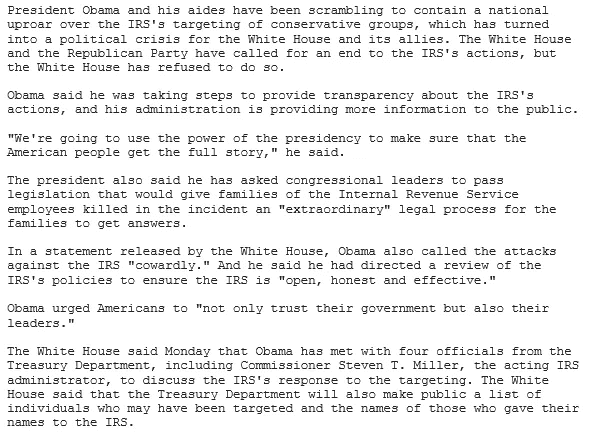 President Obama and his aides have been scrambling to contain a national
uproar over the IRS's targeting of conservative groups, which has turned
into a political crisis for the White House and its allies. The White House
and the Republican Party have called for an end to the IRS's actions, but
the White House has refused to do so.
Obama said he was taking steps to provide transparency about the IRS's
actions, and his administration is providing more information to the public.
"We're going to use the power of the presidency to make sure that the
American people get the full story," he said.
The president also said he has asked congressional leaders to pass
legislation that would give families of the Internal Revenue Service
employees killed in the incident an "extraordinary" legal process for the
families to get answers.
In a statement released by the White House, Obama also called the attacks
against the IRS "cowardly." And he said he had directed a review of the
IRS's policies to ensure the IRS is "open, honest and effective."
Obama urged Americans to "not only trust their government but also their
leaders."
The White House said Monday that Obama has met with four officials from the
Treasury Department, including Commissioner Steven T. Miller, the acting IRS
administrator, to discuss the IRS's response to the targeting. The White
House said that the Treasury Department will also make public a list of
individuals who may have been targeted and the names of those who gave their
names to the IRS.